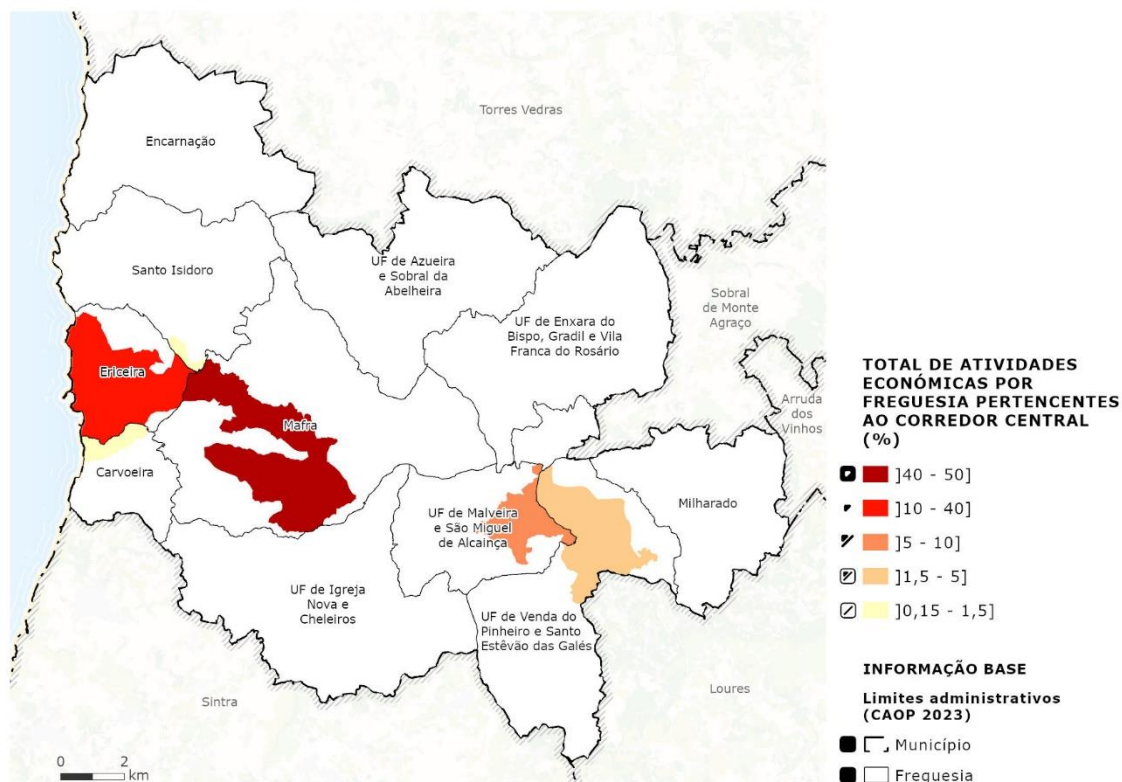 Torres Vedras
Encarnação
Santo Isidoro
UF de Azueira
e Sobral da
Abelheira
Sobral
de Monte
Agraço
UF de Enxara do
Bispo, Gradil e Vila
Franca do Rosário
Ericeira
Arruda
dos
Vinhos
Mafra
Carvoeira
Milharado
UF de Malveira
e São Miguel
de Alcainça
UF de Igreja
Nova e
Cheleiros
UF de Venda do
Pinheiro e Santo
Estêvão das Galés
Sintra
Loures
0 2
km
TOTAL DE ATIVIDADES
ECONÓMICAS POR
FREGUESIA PERTENCENTES
AO CORREDOR CENTRAL
(%)
]40 - 50]
]10 - 40]
]5 - 10]
]1,5 - 5]
]0,15 - 1,5]
INFORMAÇÃO BASE
Limites administrativos
(CAOP 2023)
Município
Freguesia